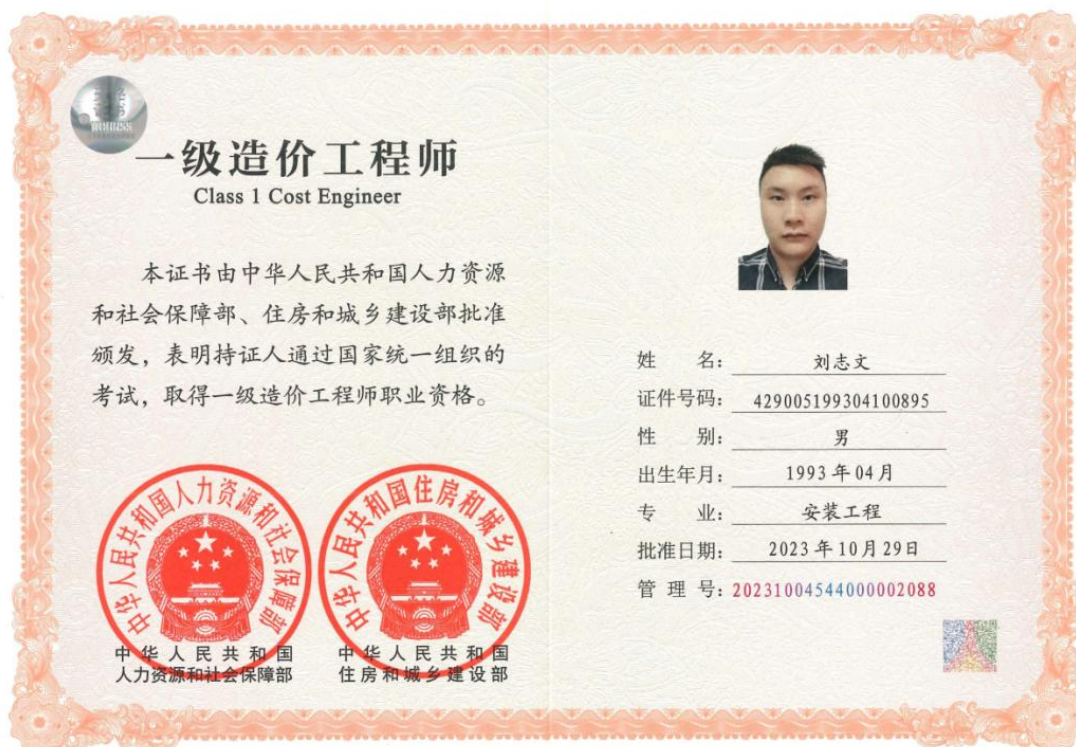 一级造价工程师
Class 1 Cost Engineer
本证书由中华人民共和国人力资源
和社会保障部、住房和城乡建设部批准
颁发，表明持证人通过国家统一组织的
考试，取得一级造价工程师职业资格。
中华人民共和国人力资源和社会保障部
中华人民共和国住房和城乡建设部
中华人民共和国
人力资源和社会保障部
中华人民共和国
住房和城乡建设部
姓 名：刘志文
证件号码：429005199304100895
性 别：男
出生年月：1993年04月
专 业：安装工程
批准日期：2023年10月29日
管 理 号：20231004544000002088